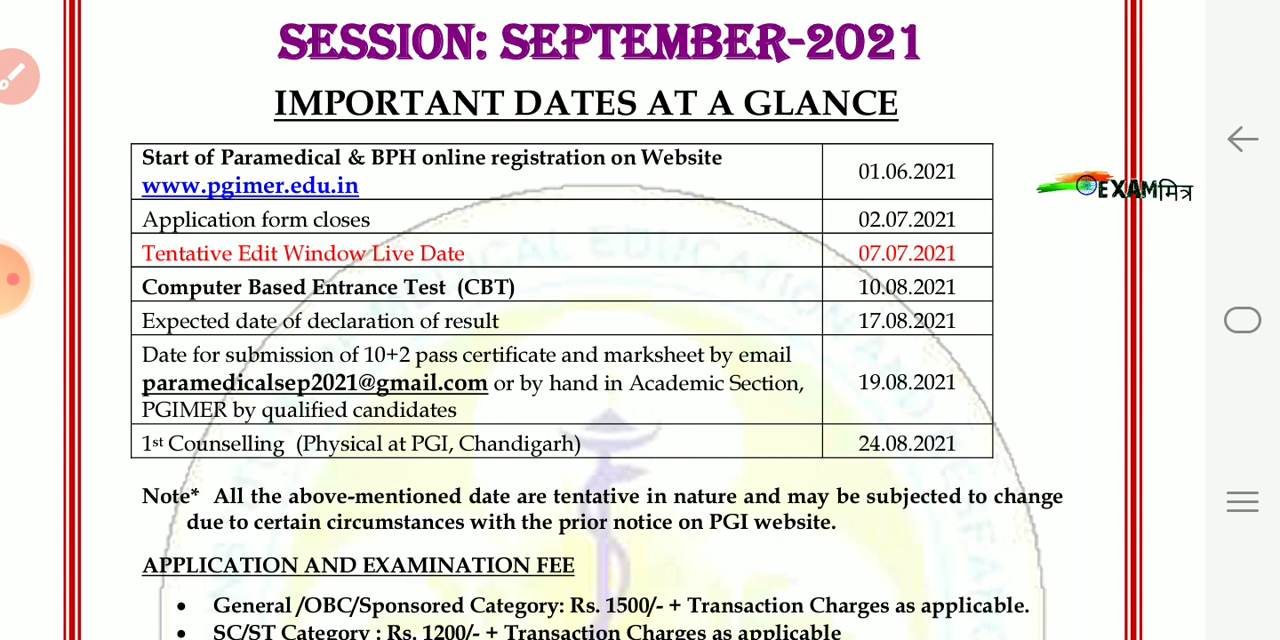 SESSION: SEPTEMBER-2021
IMPORTANT DATES AT A GLANCE
Start of Paramedical & BPH online registration on Website
www.pgimer.edu.in
01.06.2021
Application form closes 02.07.2021
Tentative Edit Window Live Date 07.07.2021
Computer Based Entrance Test (CBT) 10.08.2021
Expected date of declaration of result 17.08.2021
Date for submission of 10+2 pass certificate and marksheet by email
paramedicalsep2021@gmail.com or by hand in Academic Section,
PGIMER by qualified candidates
19.08.2021
1st Counselling (Physical at PGI, Chandigarh) 24.08.2021
EXAMमित्र
Note* All the above-mentioned date are tentative in nature and may be subjected to change
due to certain circumstances with the prior notice on PGI website.
APPLICATION AND EXAMINATION FEE
• General /OBC/Sponsored Category: Rs. 1500/- + Transaction Charges as applicable.
• SC/ST Category : Rs. 1200/- + Transaction Charges as applicable